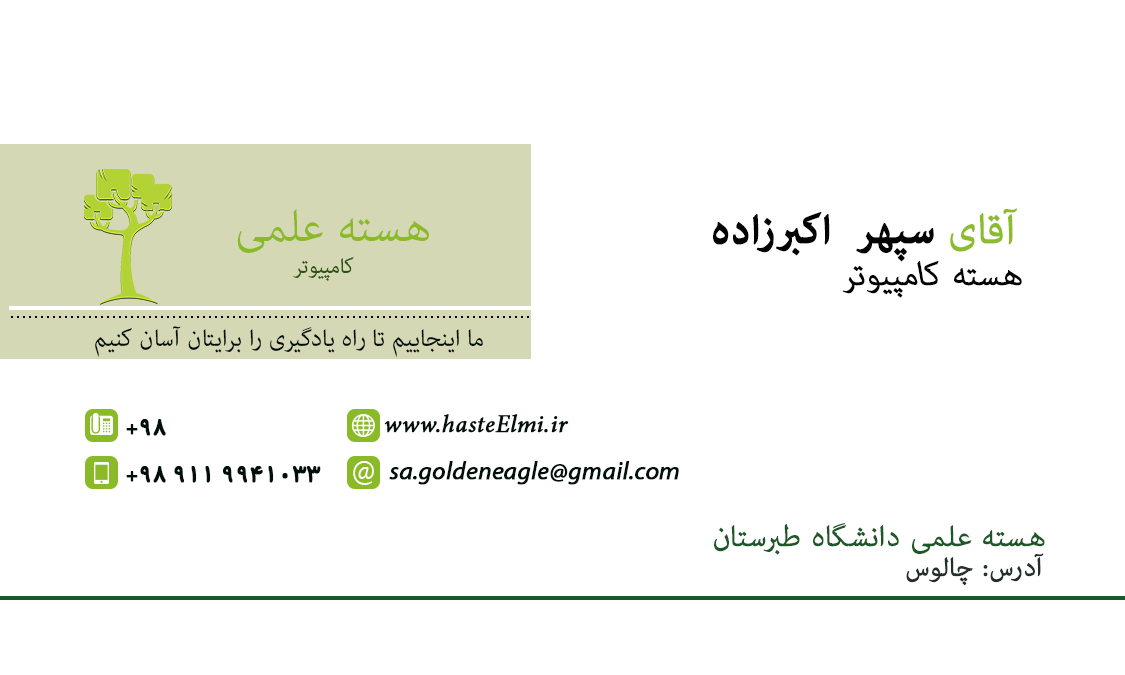 هسته علمی
کامپیوتر
ما اینجاییم تا راه یادگیری را برایتان آسان کنیم
آقای سپهر اکبرزاده
هسته کامپیوتر
+۹۸
www.hasteElmi.ir
+۹۸ ۹۱۱ ۹۹۴۱۰۳۳
sa.goldeneagle@gmail.com
هسته علمی دانشگاه طبرستان
آدرس: چالوس